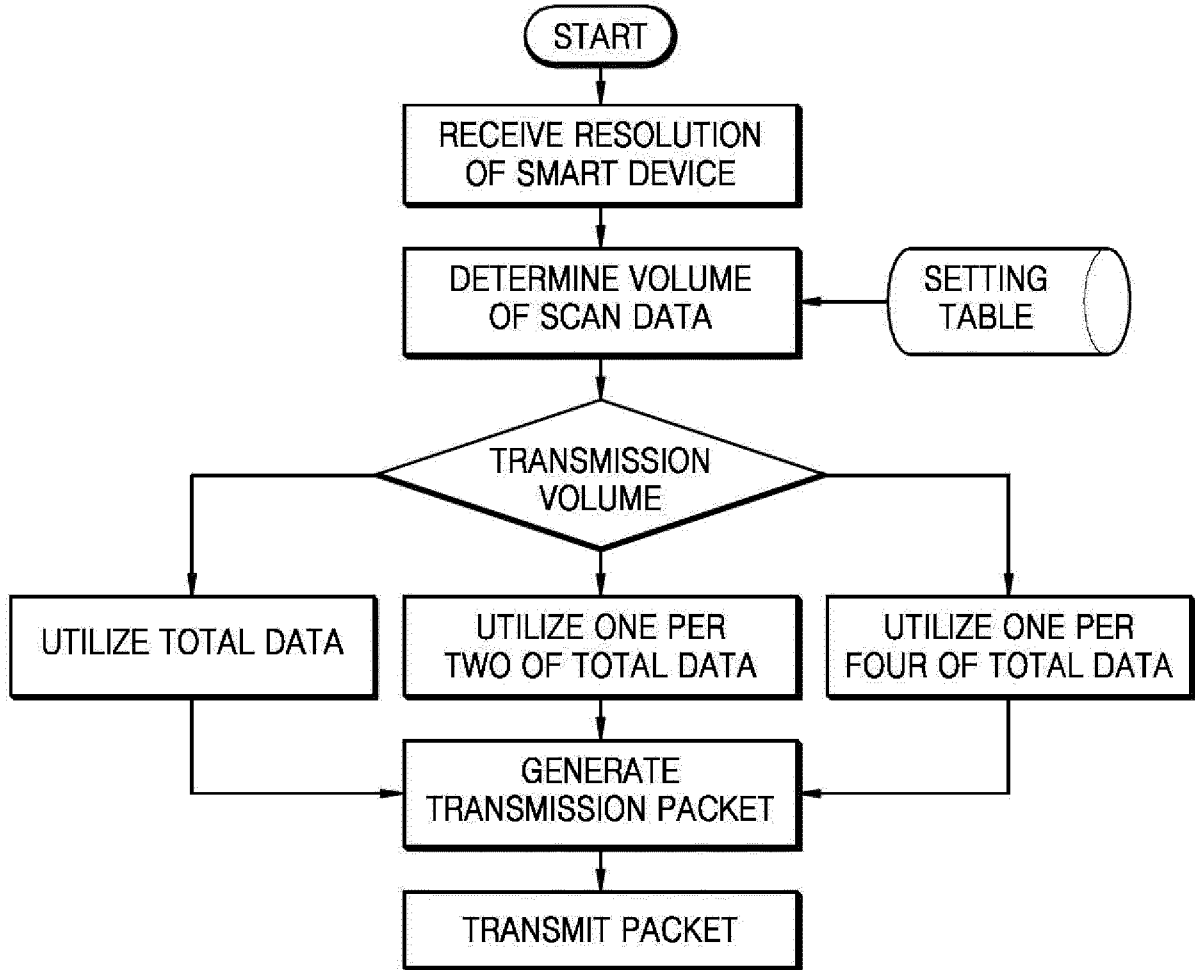 START
RECEIVE RESOLUTION
OF SMART DEVICE
DETERMINE VOLUME
OF SCAN DATA
SETTING
TABLE
TRANSMISSION
VOLUME
UTILIZE TOTAL DATA
UTILIZE ONE PER
TWO OF TOTAL DATA
UTILIZE ONE PER
FOUR OF TOTAL DATA
GENERATE
TRANSMISSION PACKET
TRANSMIT PACKET